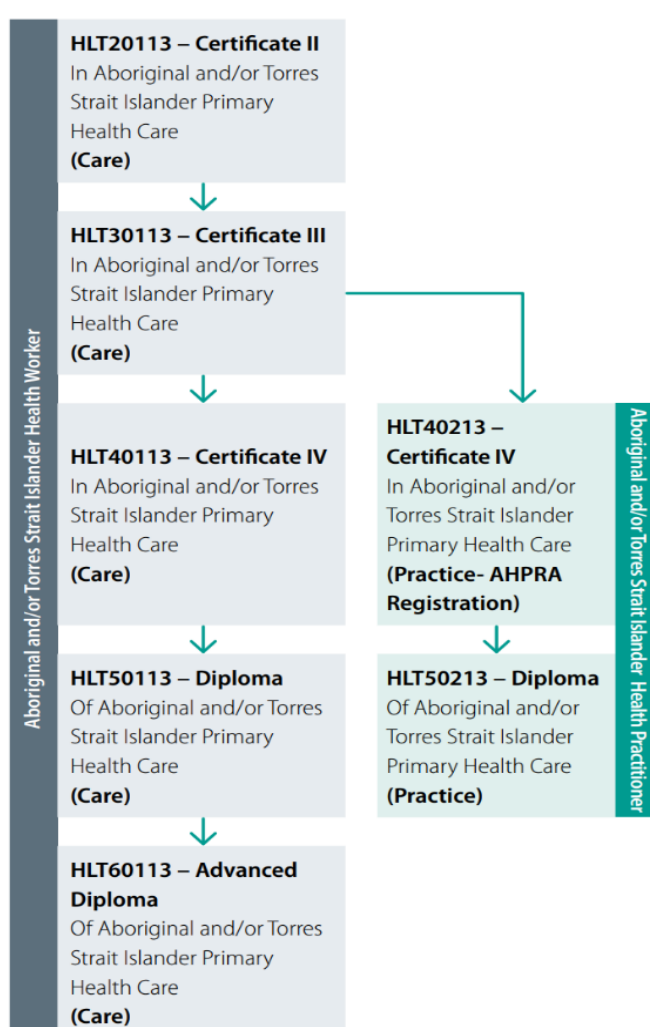 Aboriginal and/or Torres Strait Islander Health Worker
HLT20113 – Certificate II
In Aboriginal and/or Torres
Strait Islander Primary
Health Care
(Care)
HLT30113 – Certificate III
In Aboriginal and/or Torres
Strait Islander Primary
Health Care
(Care)
HLT40113 – Certificate IV
In Aboriginal and/or Torres
Strait Islander Primary
Health Care
(Care)
HLT50113 – Diploma
Of Aboriginal and/or Torres
Strait Islander Primary
Health Care
(Care)
HLT60113 – Advanced
Diploma
Of Aboriginal and/or Torres
Strait Islander Primary
Health Care
(Care)
HLT40213 –
Certificate IV
In Aboriginal and/or
Torres Strait Islander
Primary Health Care
(Practice- AHPRA
Registration)
HLT50213 – Diploma
Of Aboriginal and/or
Torres Strait Islander
Primary Health Care
(Practice)
Aboriginal and/or Torres Strait Islander Health Practitioner